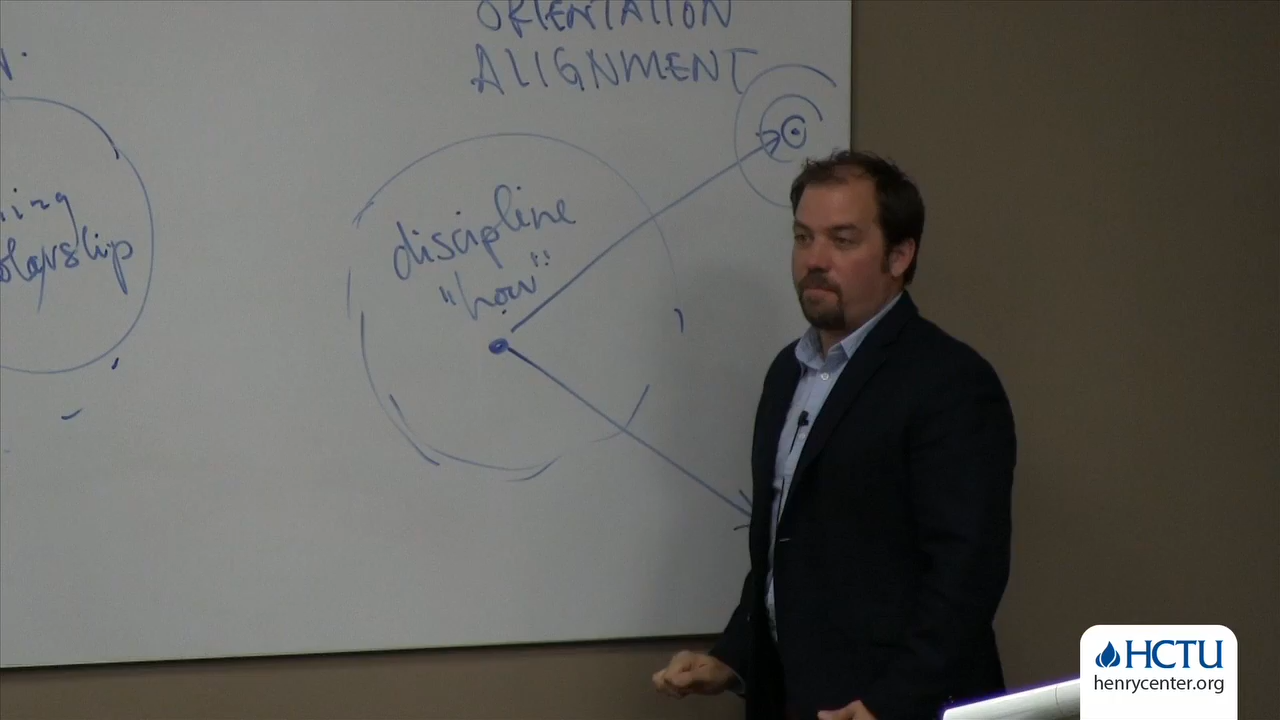 ORIENTATION
ALIGNMENT
discipline
"how"
HCTU
henrycenter.org